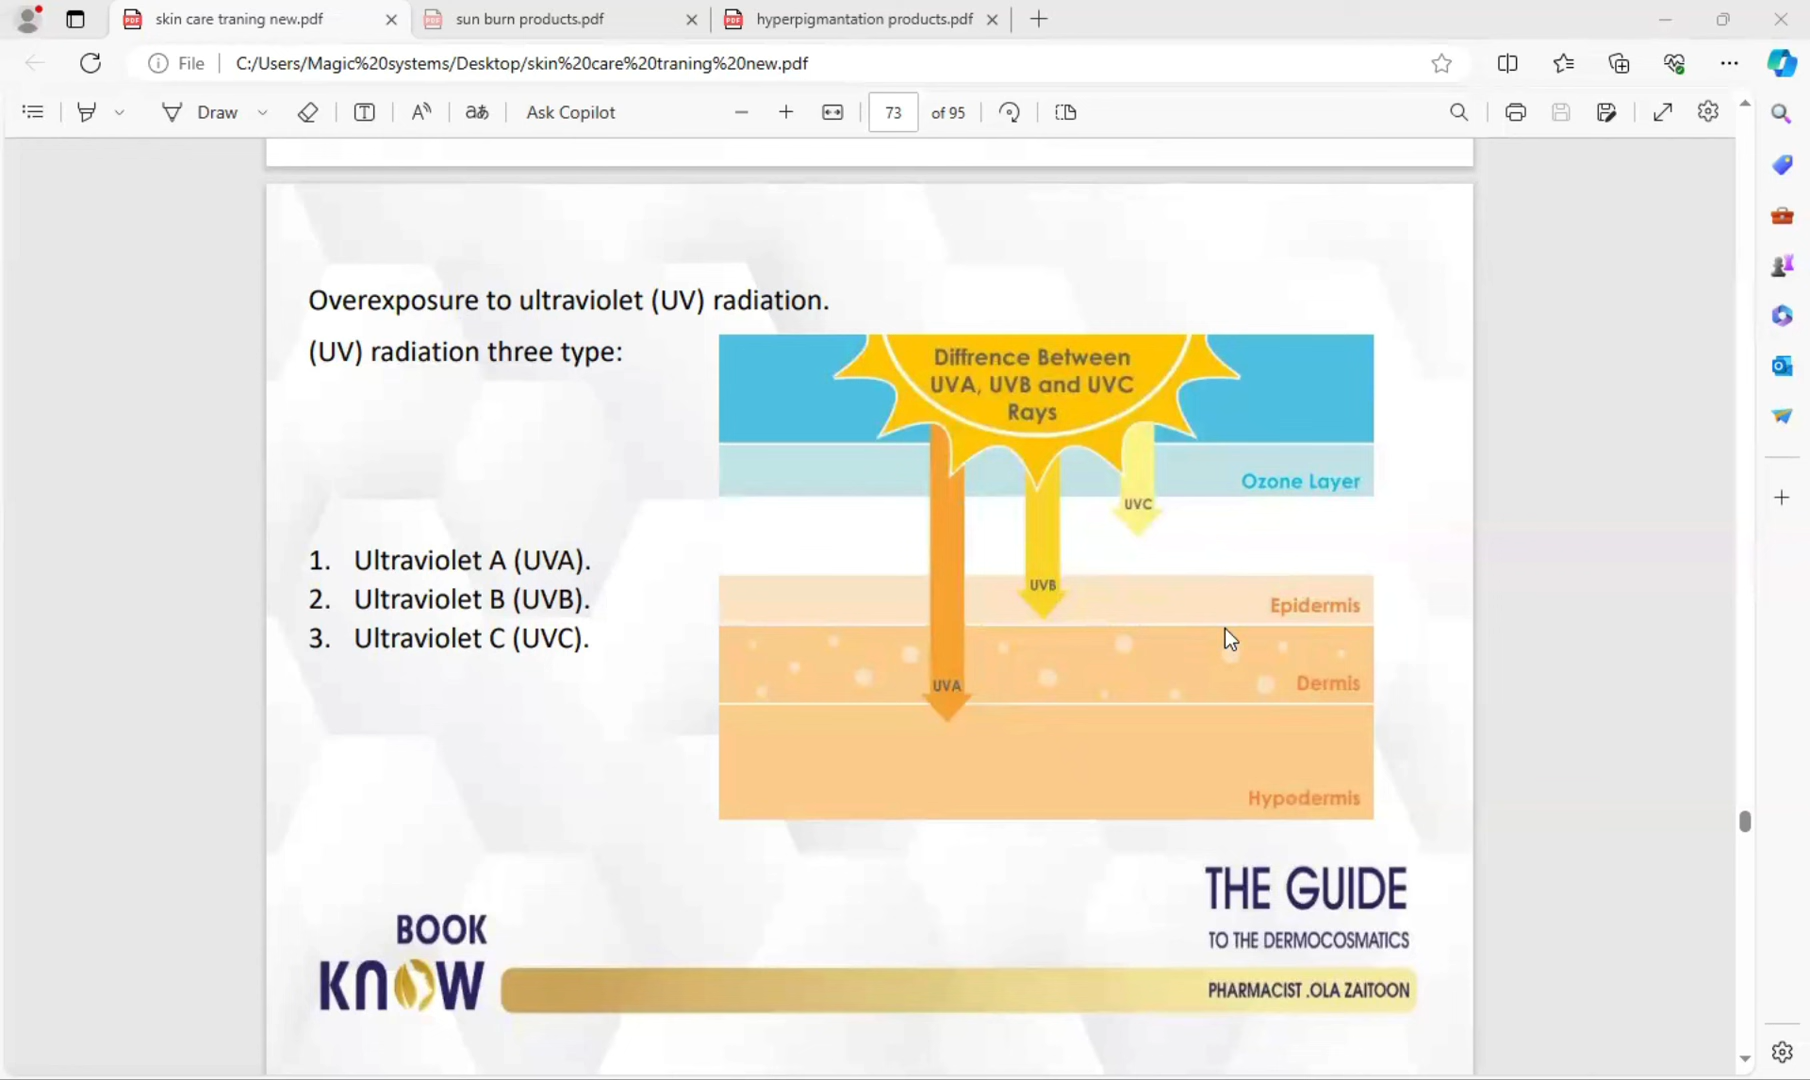 skin care traning new.pdf
sun burn products.pdf
hyperpigmantation products.pdf
File
C:/Users/Magic%20systems/Desktop/skin%20care%20traning%20new.pdf
Draw
Ask Copilot
73
of 95
Overexposure to ultraviolet (UV) radiation.
(UV) radiation three type:
1. Ultraviolet A (UVA).
2. Ultraviolet B (UVB).
3. Ultraviolet C (UVC).
Diffrence Between
UVA, UVB and UVC
Rays
Ozone Layer
UVC
UVB
Epidermis
UVA
Dermis
Hypodermis
BOOK
KNOW
THE GUIDE
TO THE DERMOCOSMATICS
PHARMACIST .OLA ZAITOON